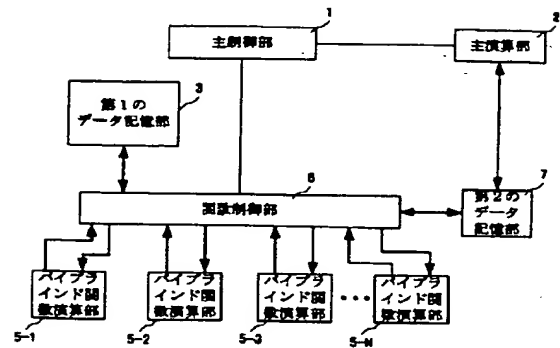 1
主制御部
2
主演算部
3
第1の
データ記憶部
6
関数制御部
7
第2の
データ
記憶部
パイプラ
インド関
数演算部
5-1
パイプラ
インド関
数演算部
5-2
パイプラ
インド関
数演算部
5-3
•••
パイプラ
インド関
数演算部
5-N